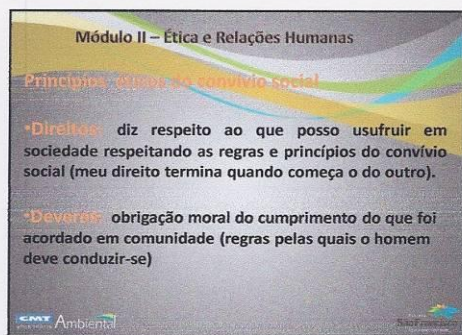 Módulo II – Ética e Relações Humanas
Princípios éticos do convívio social
•Direitos: diz respeito ao que posso usufruir em
sociedade respeitando as regras e princípios do convívio
social (meu direito termina quando começa o do outro).
•Deveres: obrigação moral do cumprimento do que foi
acordado em comunidade (regras pelas quais o homem
deve conduzir-se)
CMT
Ambiental
São Francisco